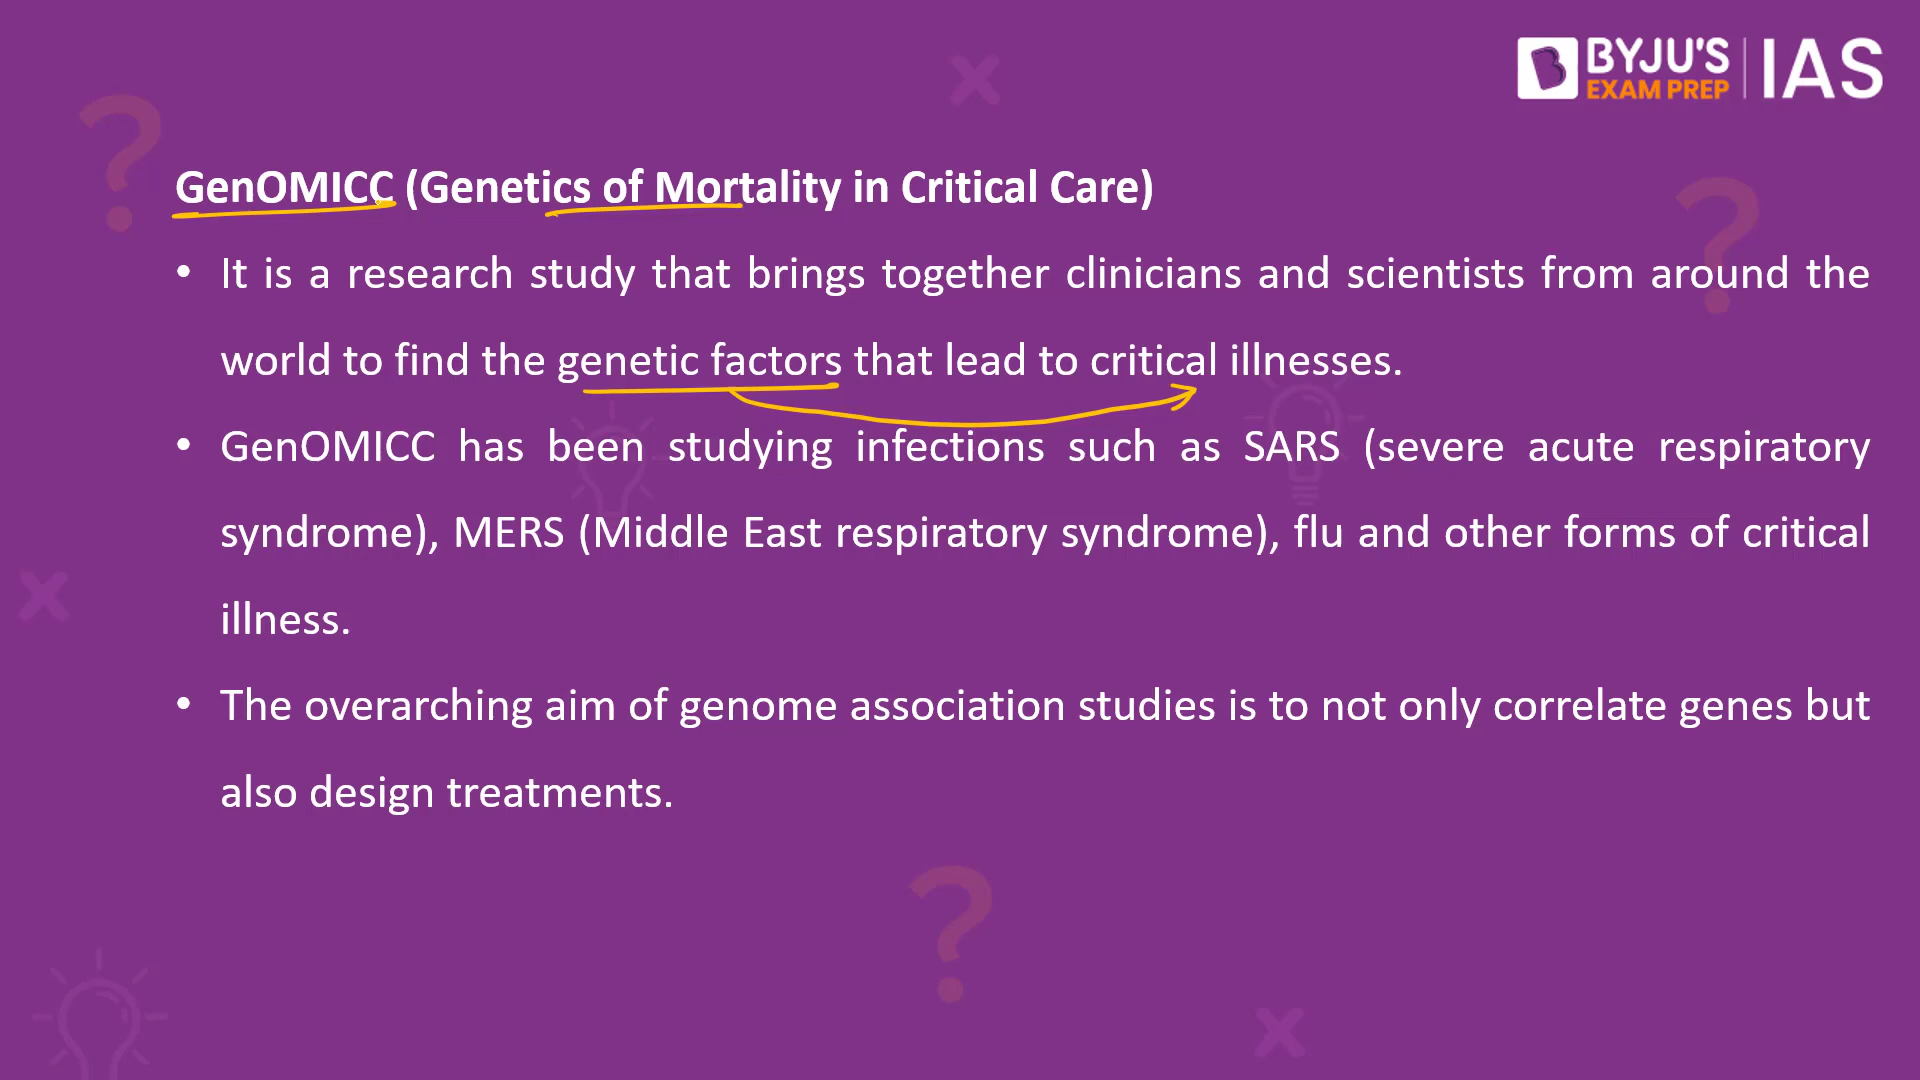 BYJU'S
EXAM PREP
IAS
GenOMICC (Genetics of Mortality in Critical Care)
• It is a research study that brings together clinicians and scientists from around the
world to find the genetic factors that lead to critical illnesses.
• GenOMICC has been studying infections such as SARS (severe acute respiratory
syndrome), MERS (Middle East respiratory syndrome), flu and other forms of critical
illness.
• The overarching aim of genome association studies is to not only correlate genes but
also design treatments.